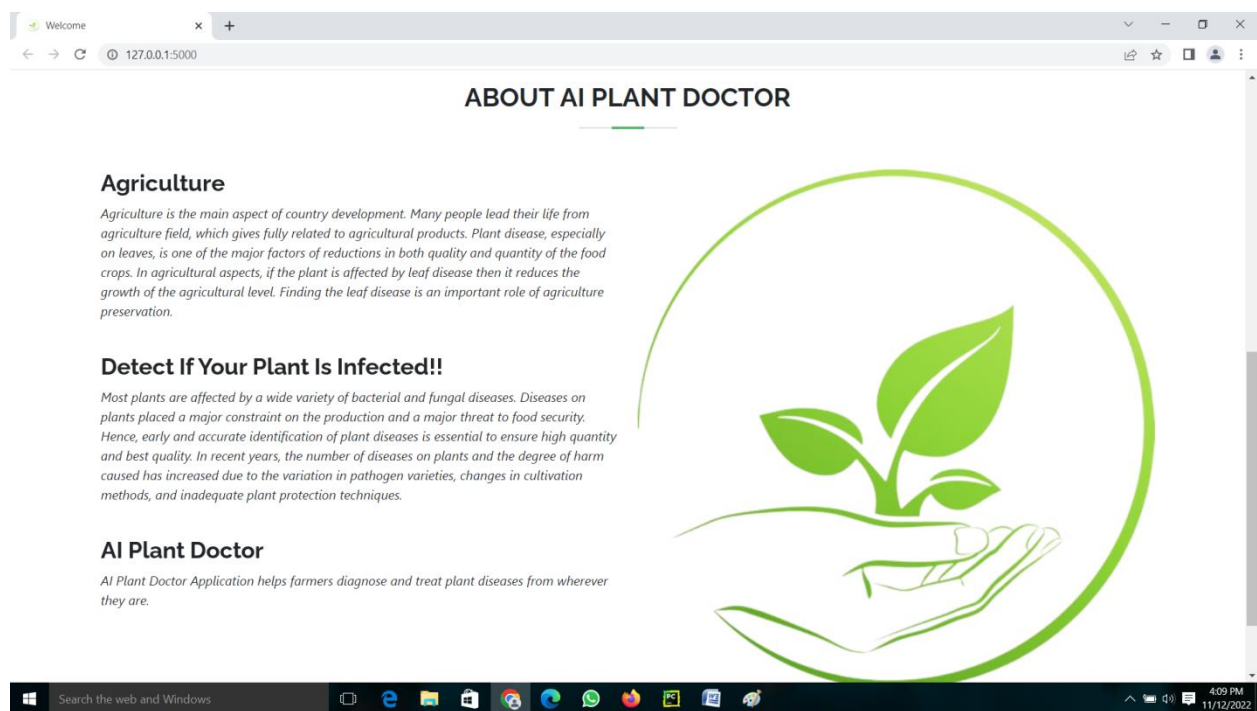 Welcome
127.0.0.1:5000
ABOUT AI PLANT DOCTOR
Agriculture
Agriculture is the main aspect of country development. Many people lead their life from
agriculture field, which gives fully related to agricultural products. Plant disease, especially
on leaves, is one of the major factors of reductions in both quality and quantity of the food
crops. In agricultural aspects, if the plant is affected by leaf disease then it reduces the
growth of the agricultural level. Finding the leaf disease is an important role of agriculture
preservation.
Detect If Your Plant Is Infected!!
Most plants are affected by a wide variety of bacterial and fungal diseases. Diseases on
plants placed a major constraint on the production and a major threat to food security.
Hence, early and accurate identification of plant diseases is essential to ensure high quantity
and best quality. In recent years, the number of diseases on plants and the degree of harm
caused has increased due to the variation in pathogen varieties, changes in cultivation
methods, and inadequate plant protection techniques.
AI Plant Doctor
AI Plant Doctor Application helps farmers diagnose and treat plant diseases from wherever
they are.
Search the web and Windows
PC
4:09 PM
11/12/2022